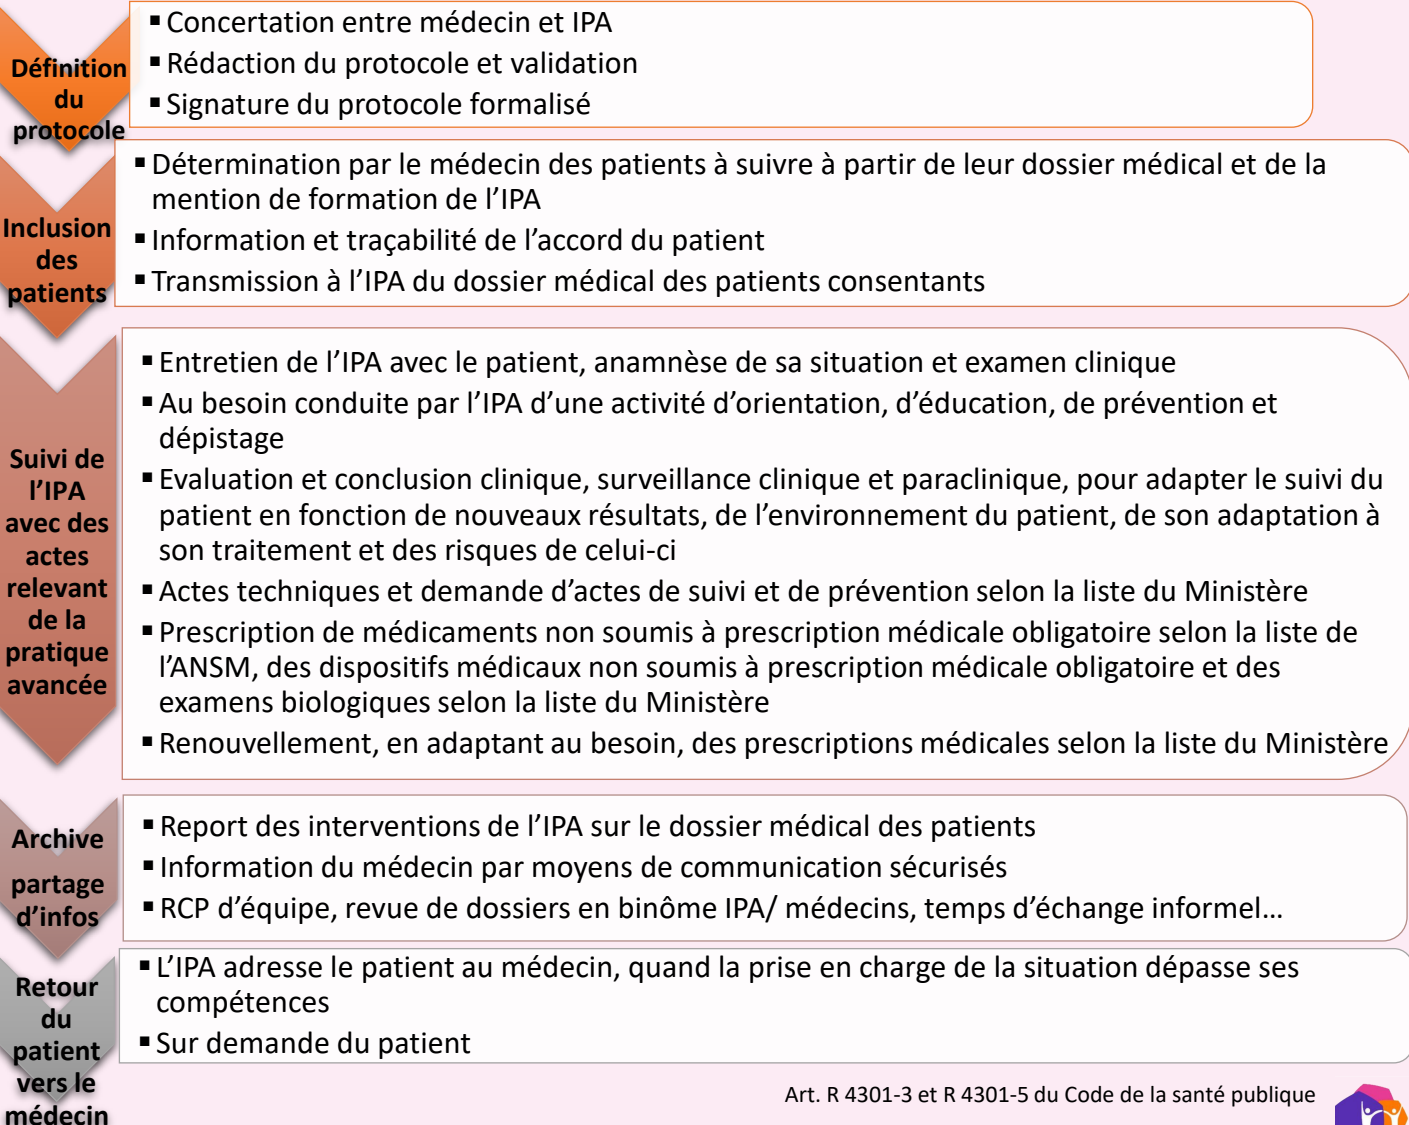 Définition
du
protocole
▪ Concertation entre médecin et IPA
▪ Rédaction du protocole et validation
▪ Signature du protocole formalisé
Inclusion
des
patients
▪ Détermination par le médecin des patients à suivre à partir de leur dossier médical et de la
mention de formation de l’IPA
▪ Information et traçabilité de l’accord du patient
▪ Transmission à l’IPA du dossier médical des patients consentants
Suivi de
l’IPA
avec des
actes
relevant
de la
pratique
avancée
▪ Entretien de l’IPA avec le patient, anamnèse de sa situation et examen clinique
▪ Au besoin conduite par l’IPA d’une activité d’orientation, d’éducation, de prévention et
dépistage
▪ Evaluation et conclusion clinique, surveillance clinique et paraclinique, pour adapter le suivi du
patient en fonction de nouveaux résultats, de l’environnement du patient, de son adaptation à
son traitement et des risques de celui-ci
▪ Actes techniques et demande d’actes de suivi et de prévention selon la liste du Ministère
▪ Prescription de médicaments non soumis à prescription médicale obligatoire selon la liste de
l’ANSM, des dispositifs médicaux non soumis à prescription médicale obligatoire et des
examens biologiques selon la liste du Ministère
▪ Renouvellement, en adaptant au besoin, des prescriptions médicales selon la liste du Ministère
Archive
partage
d’infos
▪ Report des interventions de l’IPA sur le dossier médical des patients
▪ Information du médecin par moyens de communication sécurisés
▪ RCP d’équipe, revue de dossiers en binôme IPA/ médecins, temps d’échange informel…
Retour
du
patient
vers le
médecin
▪ L’IPA adresse le patient au médecin, quand la prise en charge de la situation dépasse ses
compétences
▪ Sur demande du patient
Art. R 4301-3 et R 4301-5 du Code de la santé publique